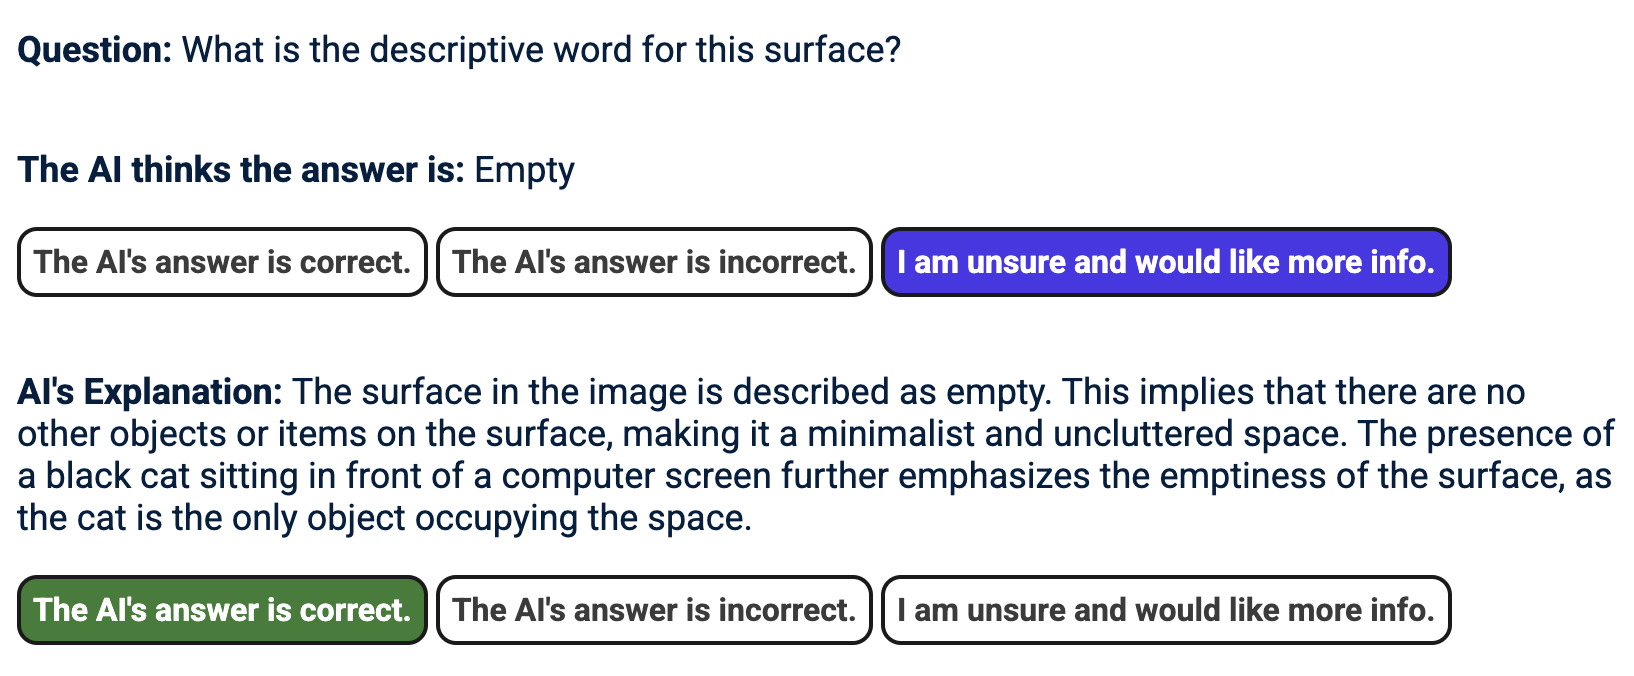 Question: What is the descriptive word for this surface?
The AI thinks the answer is: Empty
The AI's answer is correct. The AI's answer is incorrect. I am unsure and would like more info.
AI's Explanation: The surface in the image is described as empty. This implies that there are no
other objects or items on the surface, making it a minimalist and uncluttered space. The presence of
a black cat sitting in front of a computer screen further emphasizes the emptiness of the surface, as
the cat is the only object occupying the space.
The AI's answer is correct. The AI's answer is incorrect. I am unsure and would like more info.